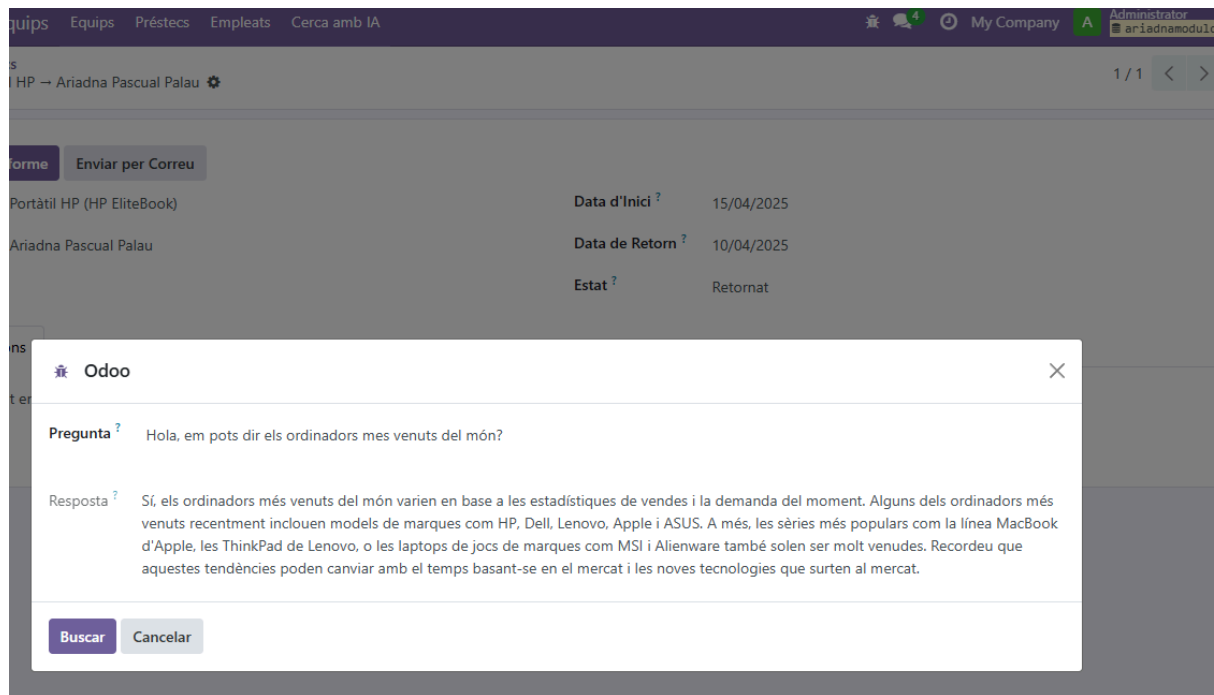 Equips Préstecs Empleats Cerca amb IA 4 My Company A Administrator
HP → Ariadna Pascual Palau
1 / 1
Enviar per Correu
Portàtil HP (HP EliteBook)
Data d'Inici ? 15/04/2025
Ariadna Pascual Palau
Data de Retorn ? 10/04/2025
Estat ? Retornat
Odoo
Pregunta ? Hola, em pots dir els ordinadors mes venuts del món?
Resposta ? Sí, els ordinadors més venuts del món varien en base a les estadístiques de vendes i la demanda del moment. Alguns dels ordinadors més
venuts recentment inclouen models de marques com HP, Dell, Lenovo, Apple i ASUS. A més, les sèries més populars com la línea MacBook
d'Apple, les ThinkPad de Lenovo, o les laptops de jocs de marques com MSI i Alienware també solen ser molt venudes. Recordeu que
aquestes tendències poden canviar amb el temps basant-se en el mercat i les noves tecnologies que surten al mercat.
Buscar Cancelar